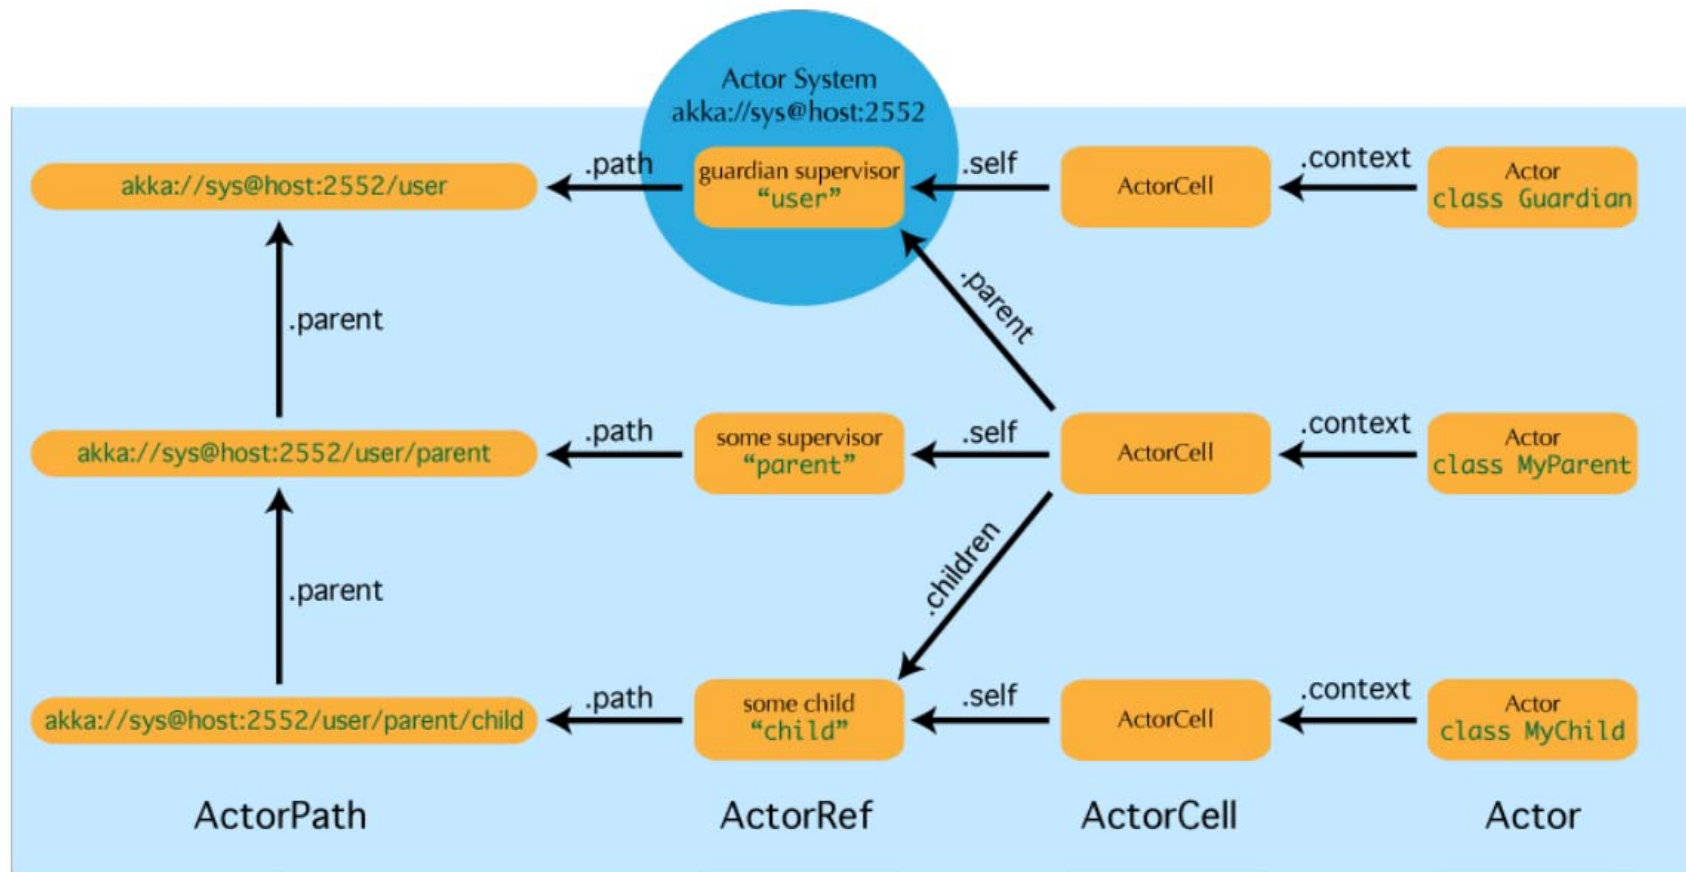 Actor System
akka://sys@host:2552
akka://sys@host:2552/user
.path
guardian supervisor
“user”
.self
ActorCell
.context
Actor
class Guardian
.parent
.parent
akka://sys@host:2552/user/parent
.path
some supervisor
“parent”
.self
ActorCell
.context
Actor
class MyParent
.parent
.children
akka://sys@host:2552/user/parent/child
.path
some child
“child”
.self
ActorCell
.context
Actor
class MyChild
ActorPath
ActorRef
ActorCell
Actor